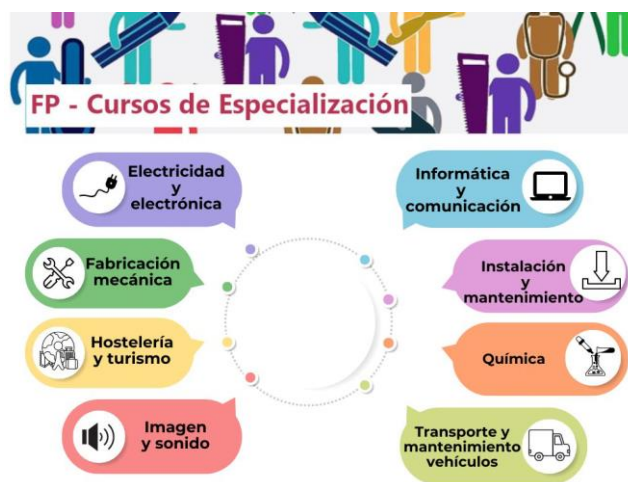 FP - Cursos de Especialización
Electricidad
y
electrónica
Fabricación
mecánica
Hostelería
y turismo
Imagen
y sonido
Informática
y
comunicación
Instalación
y
mantenimiento
Química
Transporte y
mantenimiento
vehículos